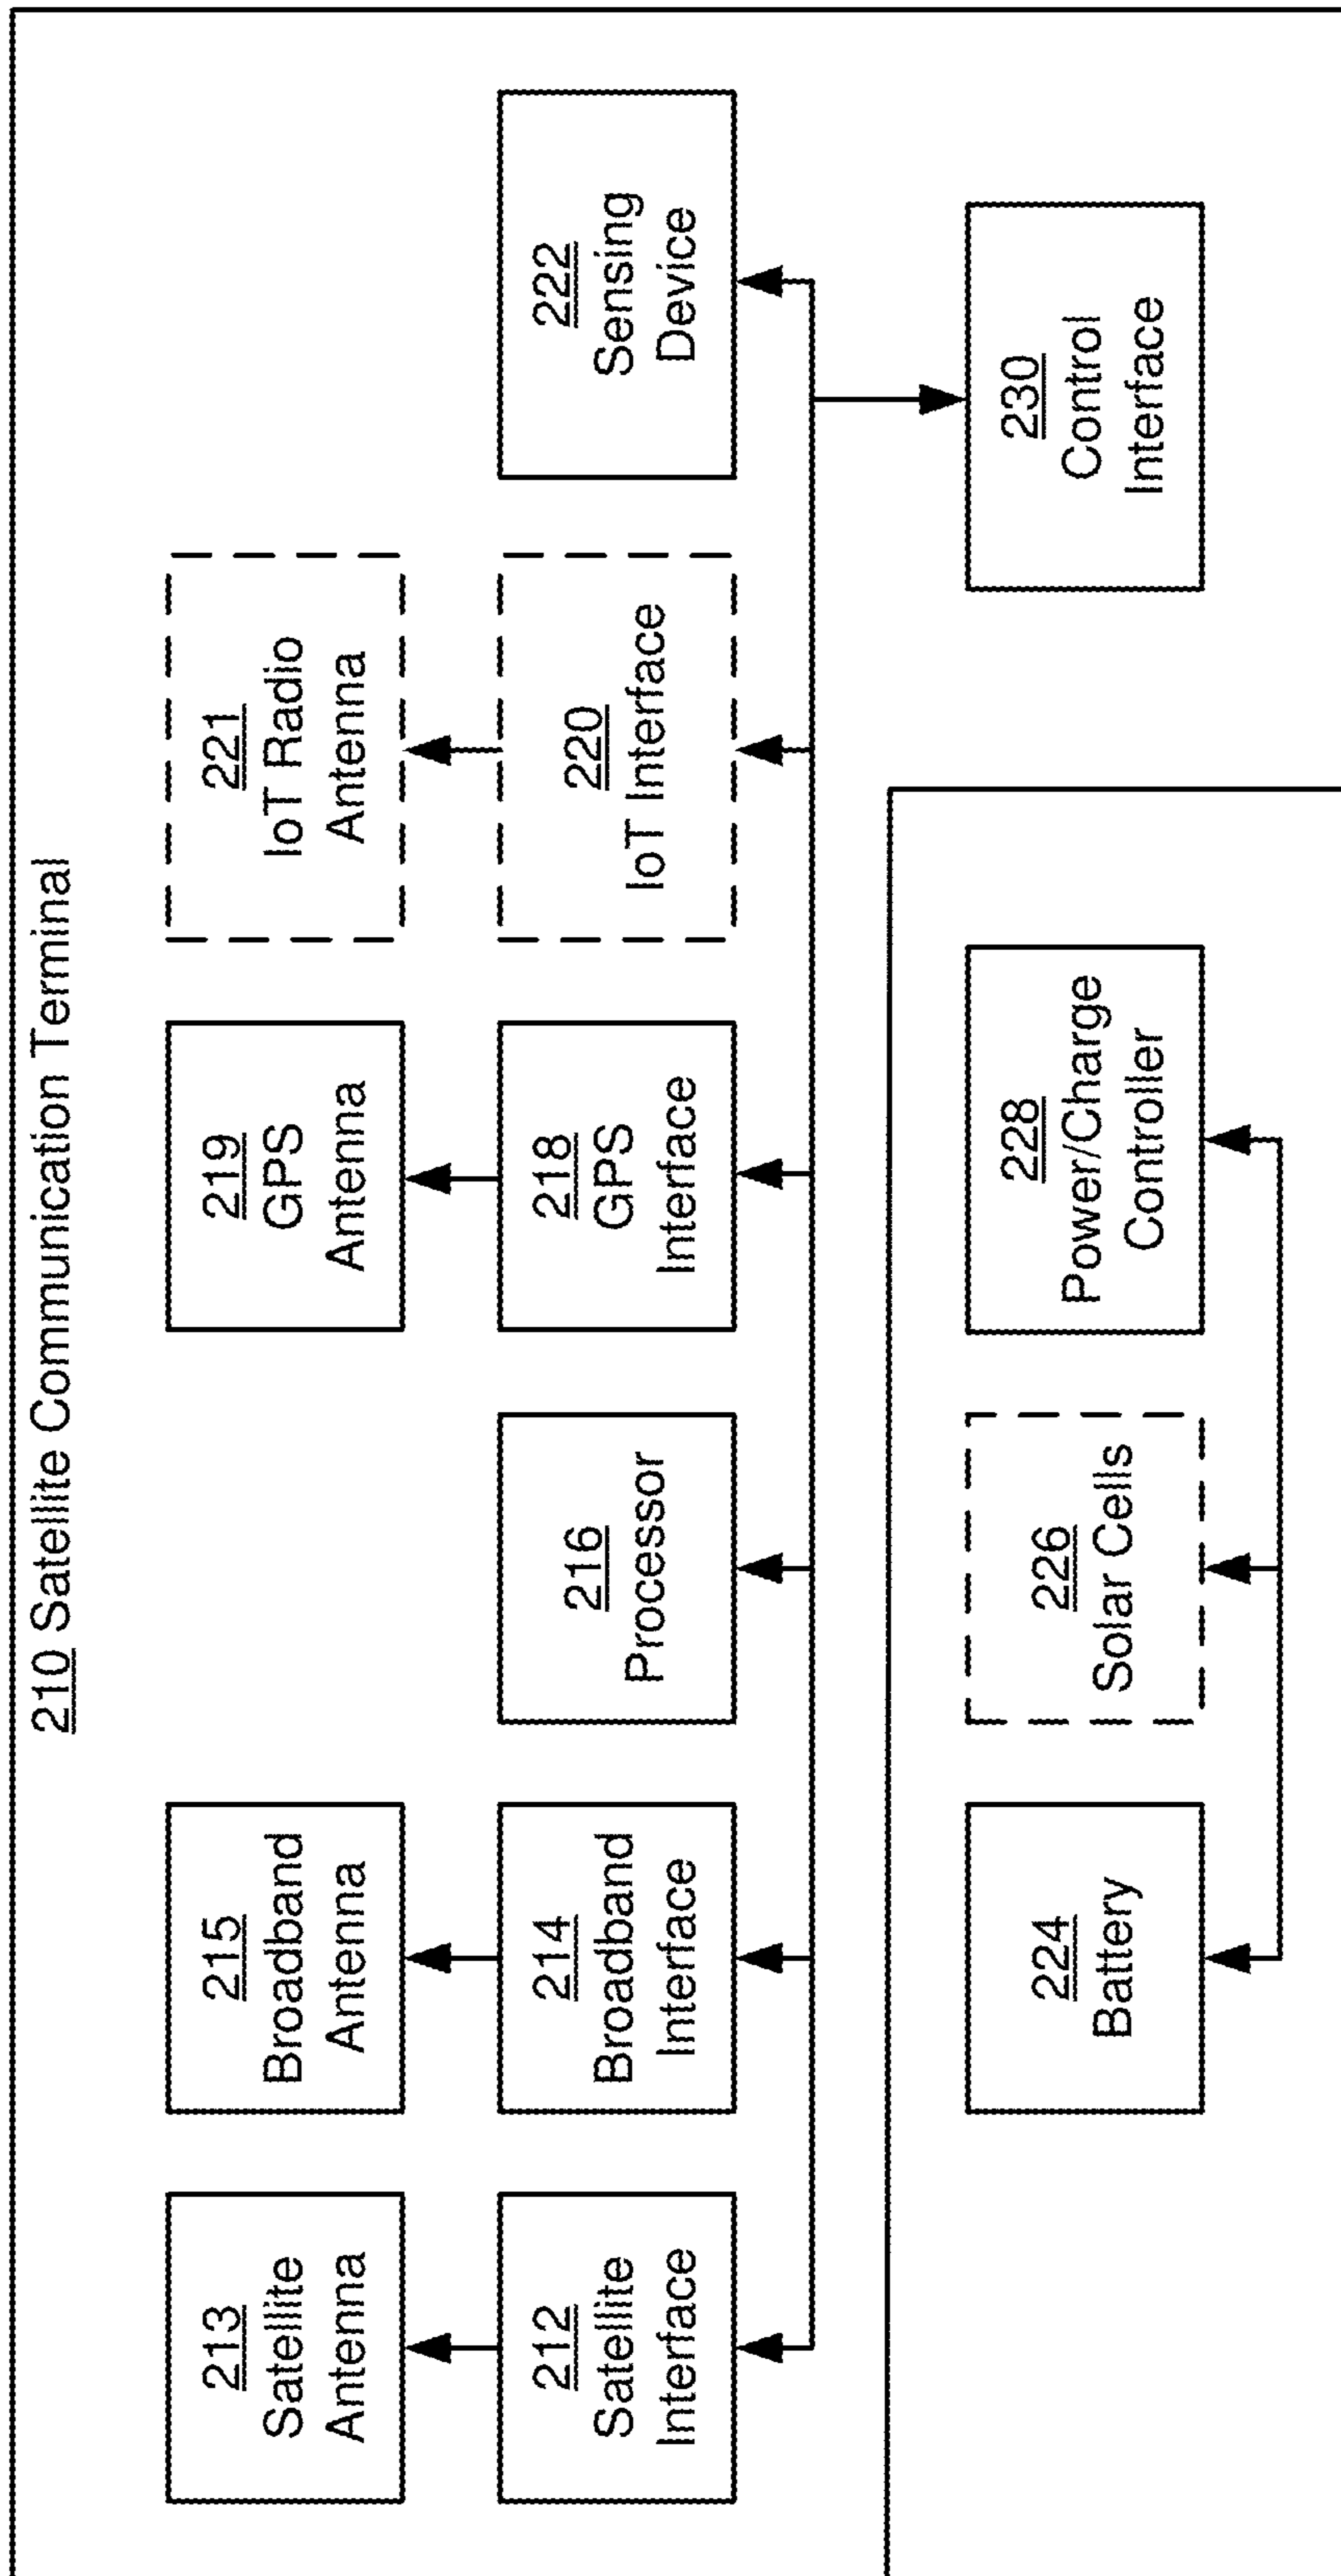 210 Satellite Communication Terminal
213
Satellite
Antenna
215
Broadband
Antenna
219
GPS
Antenna
221
IoT Radio
Antenna
212
Satellite
Interface
214
Broadband
Interface
216
Processor
218
GPS
Interface
220
IoT Interface
222
Sensing
Device
224
Battery
226
Solar Cells
228
Power/Charge
Controller
230
Control
Interface